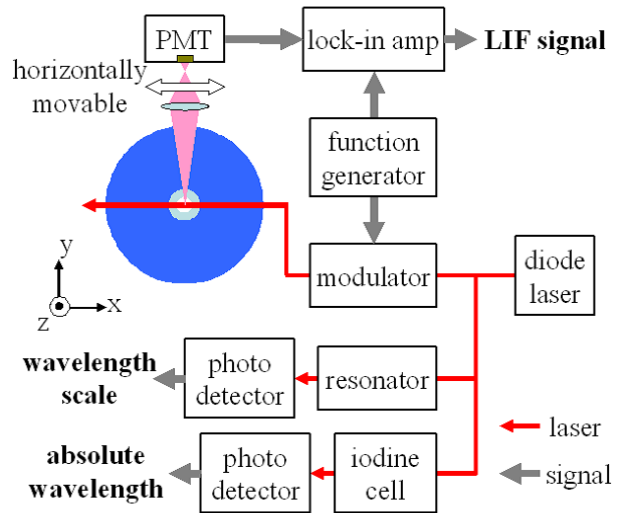 PMT
lock-in amp
LIF signal
horizontally
movable
function
generator
y
x
z
modulator
diode
laser
wavelength
scale
photo
detector
resonator
laser
absolute
wavelength
photo
detector
iodine
cell
signal